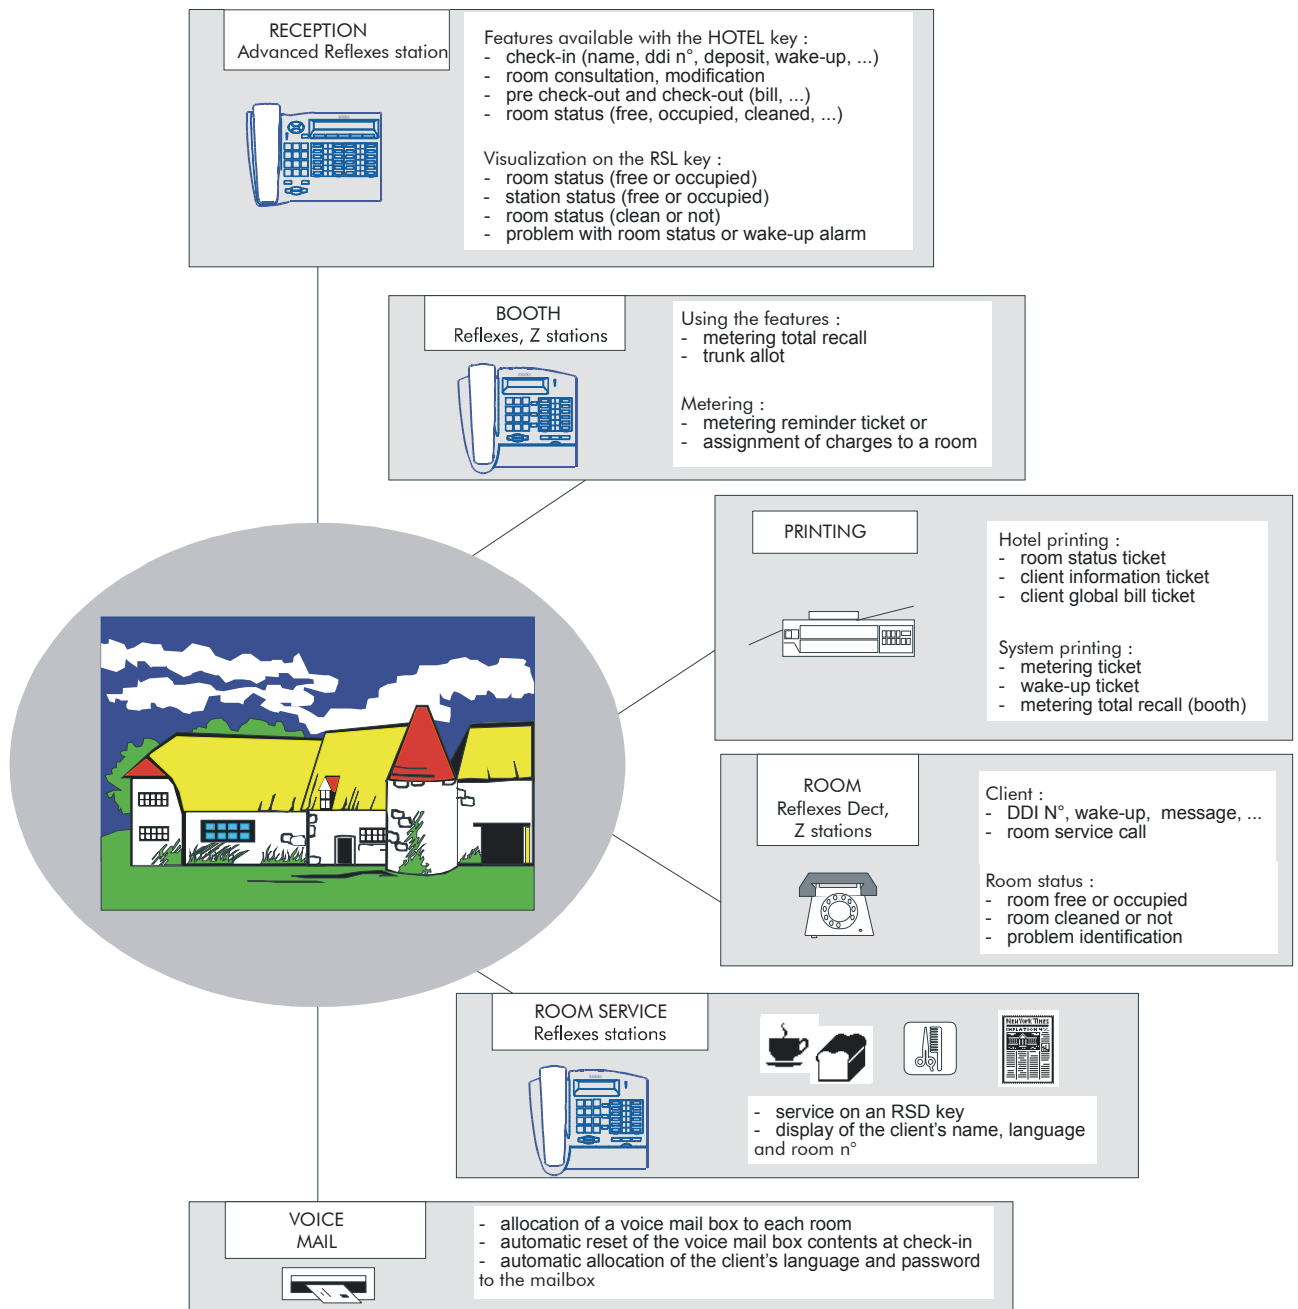 RECEPTION
Advanced Reflexes station
Features available with the HOTEL key :
- check-in (name, ddi n°, deposit, wake-up, ...)
- room consultation, modification
- pre check-out and check-out (bill, ...)
- room status (free, occupied, cleaned, ...)
Visualization on the RSL key :
- room status (free or occupied)
- station status (free or occupied)
- room status (clean or not)
- problem with room status or wake-up alarm
BOOTH
Reflexes, Z stations
Using the features :
- metering total recall
- trunk allot
Metering :
- metering reminder ticket or
- assignment of charges to a room
PRINTING
Hotel printing :
- room status ticket
- client information ticket
- client global bill ticket
System printing :
- metering ticket
- wake-up ticket
- metering total recall (booth)
ROOM
Reflexes Dect,
Z stations
Client :
- DDI N°, wake-up, message, ...
- room service call
Room status :
- room free or occupied
- room cleaned or not
- problem identification
ROOM SERVICE
Reflexes stations
NEW YORK TIMES
INFLATION 4%
- service on an RSD key
- display of the client's name, language
and room n°
VOICE
MAIL
- allocation of a voice mail box to each room
- automatic reset of the voice mail box contents at check-in
- automatic allocation of the client's language and password
to the mailbox